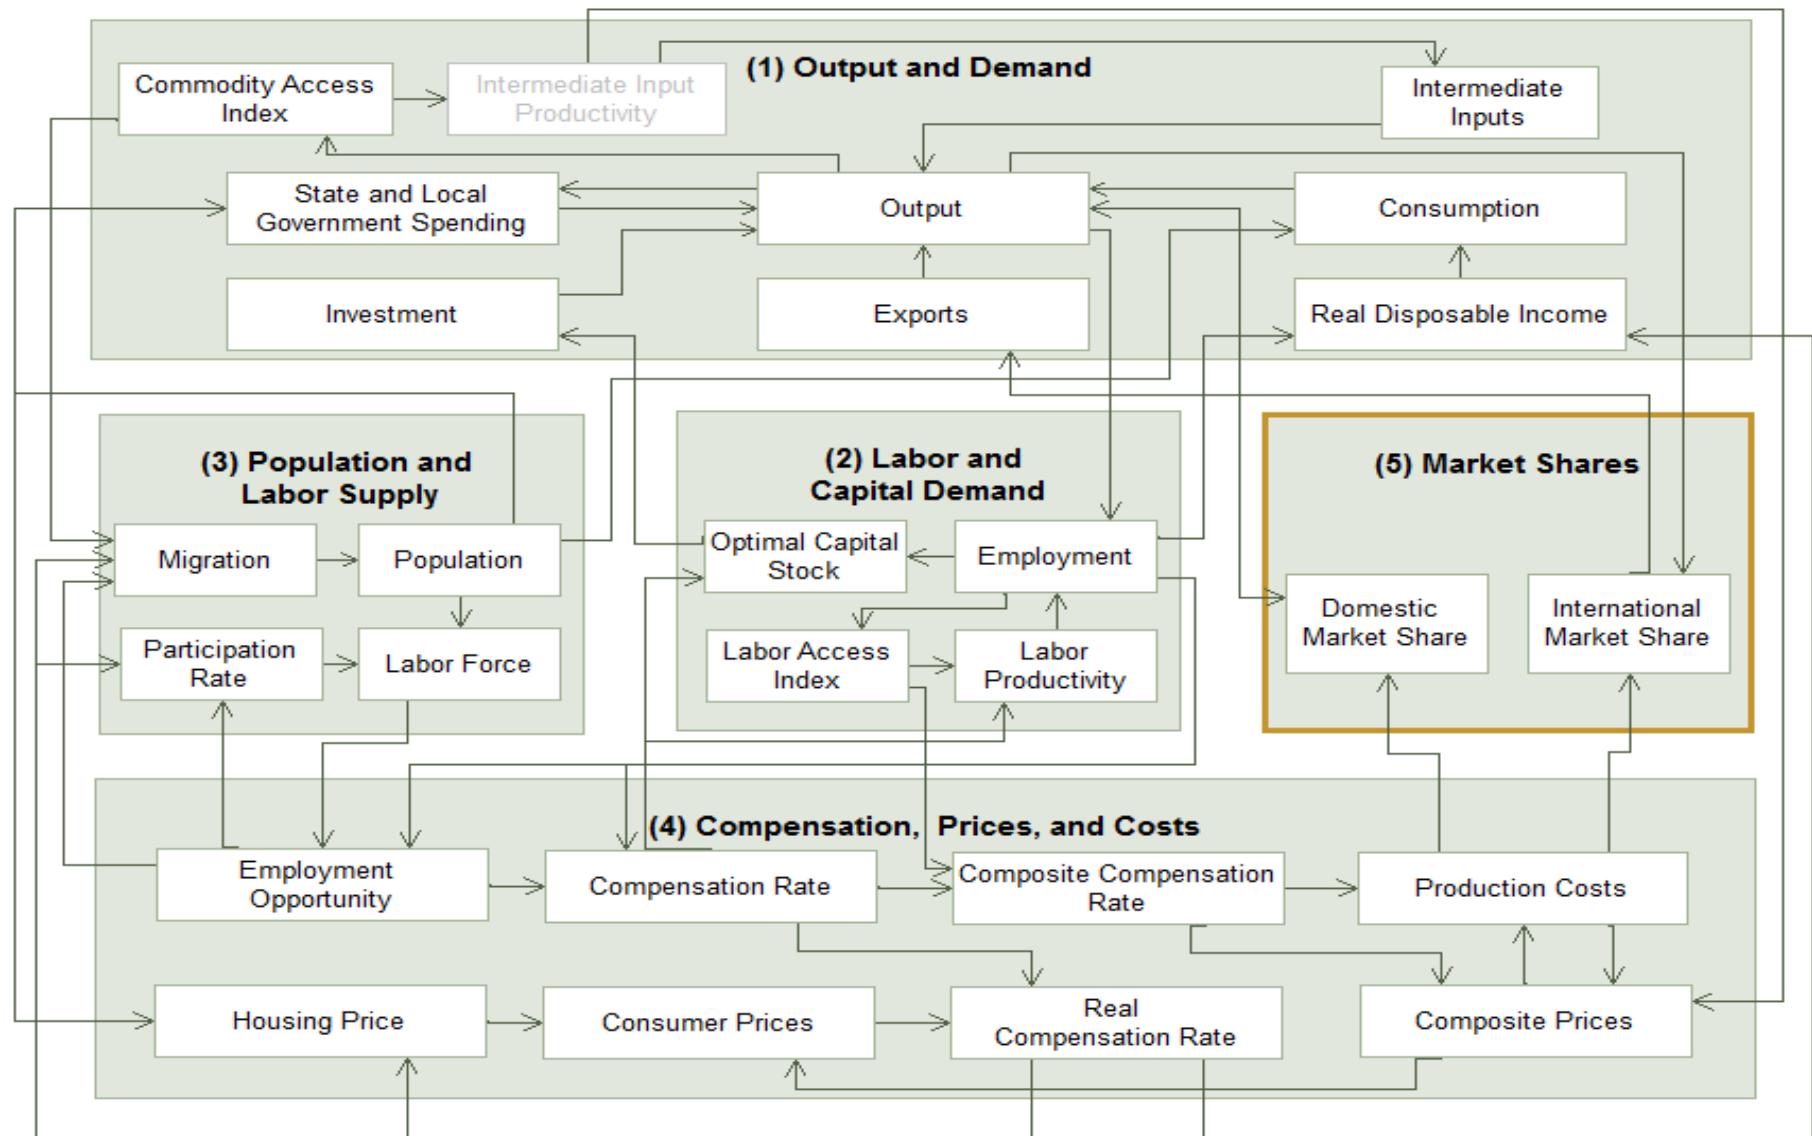 (1) Output and Demand
Commodity Access
Index
Intermediate Input
Productivity
Intermediate
Inputs
State and Local
Government Spending
Output
Consumption
Investment
Exports
Real Disposable Income
(3) Population and
Labor Supply
Migration
Population
Participation
Rate
Labor Force
(2) Labor and
Capital Demand
Optimal Capital
Stock
Employment
Labor Access
Index
Labor
Productivity
(5) Market Shares
Domestic
Market Share
International
Market Share
(4) Compensation, Prices, and Costs
Employment
Opportunity
Compensation Rate
Composite Compensation
Rate
Production Costs
Housing Price
Consumer Prices
Real
Compensation Rate
Composite Prices